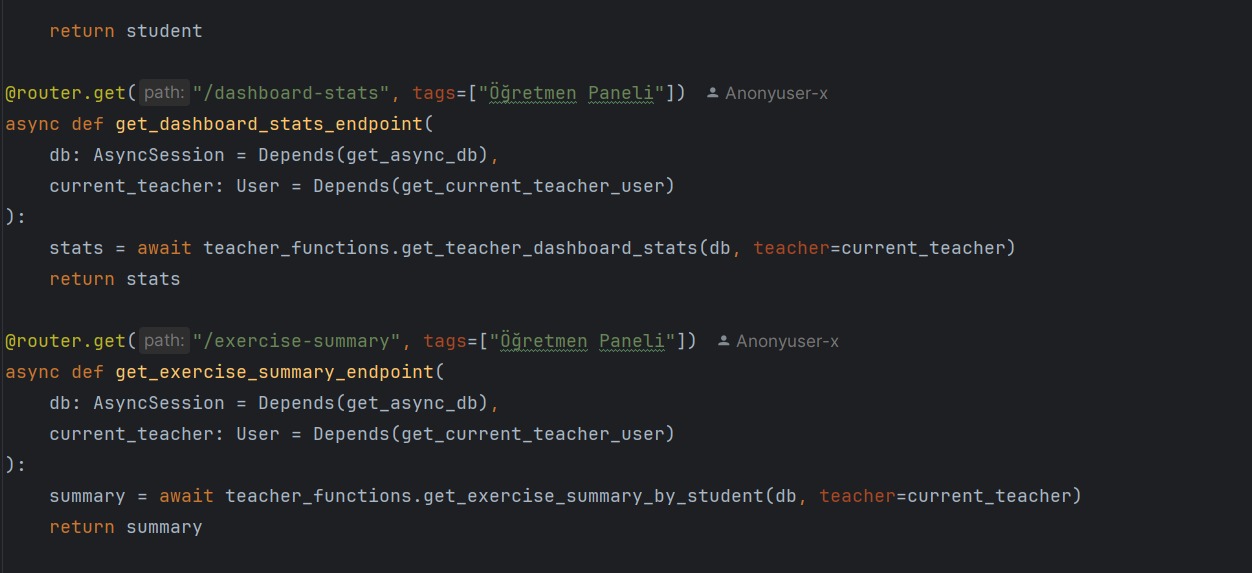 return student
@router.get(path: "/dashboard-stats", tags=["Öğretmen Paneli"]) Anonyuser-x
async def get_dashboard_stats_endpoint(
db: AsyncSession = Depends(get_async_db),
current_teacher: User = Depends(get_current_teacher_user)
):
stats = await teacher_functions.get_teacher_dashboard_stats(db, teacher=current_teacher)
return stats
@router.get(path: "/exercise-summary", tags=["Öğretmen Paneli"]) Anonyuser-x
async def get_exercise_summary_endpoint(
db: AsyncSession = Depends(get_async_db),
current_teacher: User = Depends(get_current_teacher_user)
):
summary = await teacher_functions.get_exercise_summary_by_student(db, teacher=current_teacher)
return summary